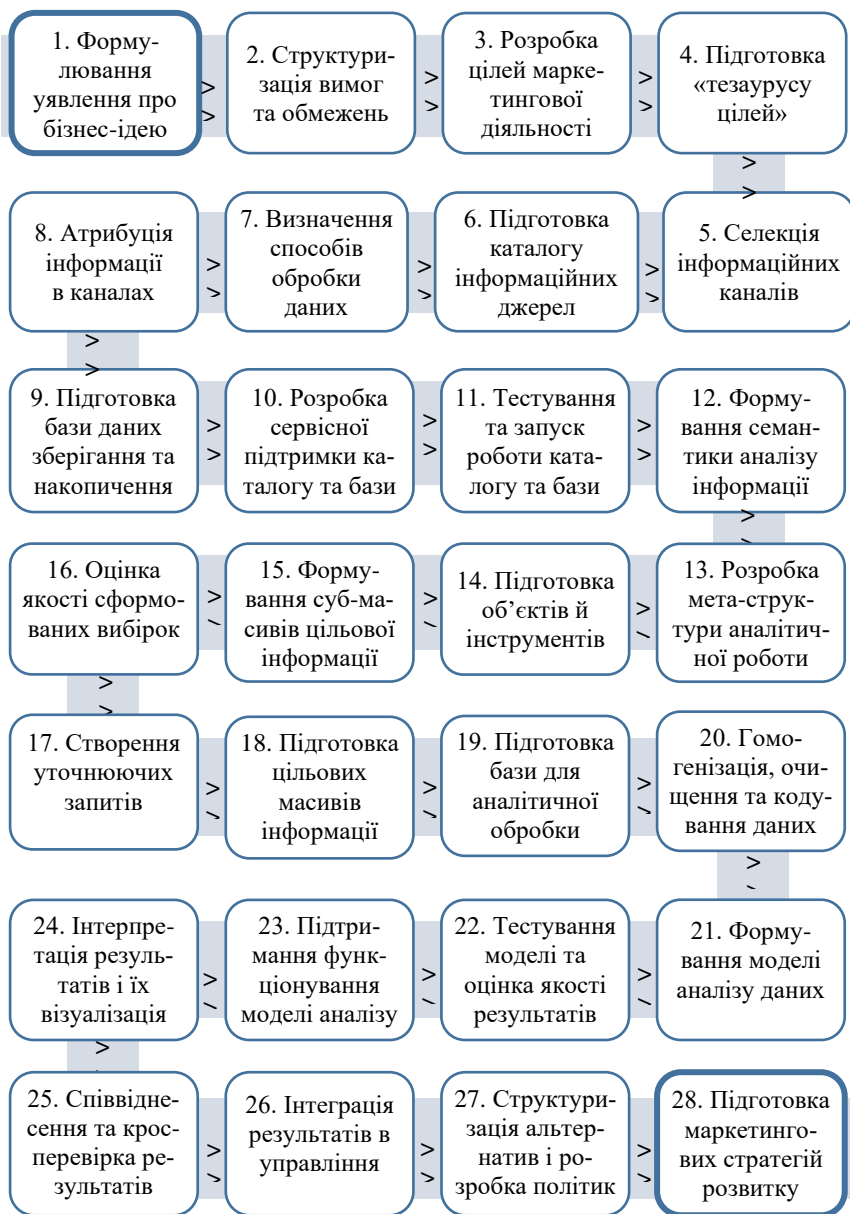 1. Форму-
лювання
уявлення про
бізнес-ідею
>
>
2. Структури-
зація вимог
та обмежень
>
>
3. Розробка
цілей марке-
тингової
діяльності
>
>
4. Підготовка
«тезаурусу
цілей»
>
>
8. Атрибуція
інформації
в каналах
>
>
7. Визначення
способів
обробки
даних
>
>
6. Підготовка
каталогу
інформаційних
джерел
>
>
5. Селекція
інформаційних
каналів
>
>
9. Підготовка
бази даних
зберігання та
накопичення
>
>
10. Розробка
сервісної
підтримки ка-
талогу та бази
>
>
11. Тестування
та запуск
роботи ката-
логу та бази
>
>
12. Форму-
вання семан-
тики аналізу
інформації
>
>
16. Оцінка
якості сформо-
ваних вибірок
>
15. Форму-
вання суб-ма-
сивів цільової
інформації
>
14. Підготовка
об’єктів й
інструментів
>
13. Розробка
мета-струк-
тури аналітич-
ної роботи
>
>
17. Створення
уточнюючих
запитів
>
18. Підготовка
цільових
масивів
інформації
>
19. Підготовка
бази для
аналітичної
обробки
>
20. Гомо-
генізація, очи-
щення та коду-
вання даних
>
24. Інтерпре-
тація резуль-
татів і їх
візуалізація
>
23. Підтри-
мання функ-
ціонування
моделі аналізу
>
22. Тестування
моделі та
оцінка якості
результатів
>
21. Форму-
вання моделі
аналізу даних
>
25. Співвідне-
сення та крос-
перевірка ре-
зультатів
>
26. Інтеграція
результатів в
управління
>
27. Структури-
зація альтер-
натив і ро-
зробка політик
>
28. Підготовка
маркетинго-
вих стратегій
розвитку